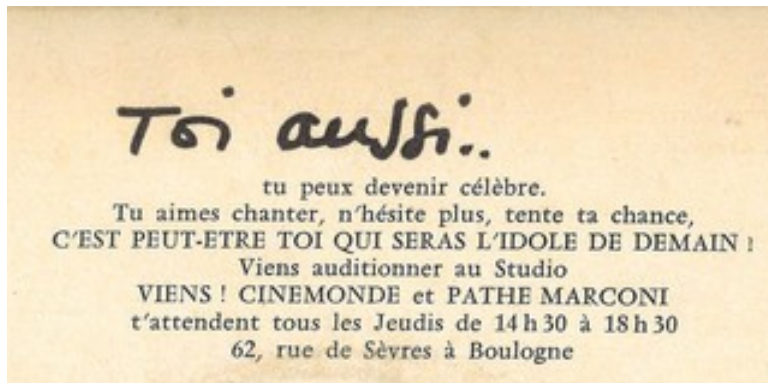 Toi aussi..
tu peux devenir célèbre.
Tu aimes chanter, n'hésite plus, tente ta chance,
C'EST PEUT-ETRE TOI QUI SERAS L'IDOLE DE DEMAIN !
Viens auditionner au Studio
VIENS ! CINEMONDE et PATHE MARCONI
t'attendent tous les Jeudis de 14 h 30 à 18 h 30
62, rue de Sèvres à Boulogne